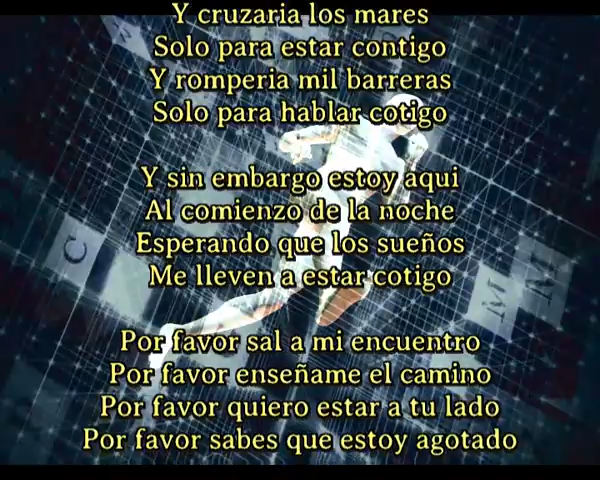 Y cruzaria los mares
Solo para estar contigo
Y romperia mil barreras
Solo para hablar cotigo
Y sin embargo estoy aqui
Al comienzo de la noche
Esperando que los sueños
Me lleven a estar cotigo
Por favor sal a mi encuentro
Por favor enseñame el camino
Por favor quiero estar a tu lado
Por favor sabes que estoy agotado
C
M
M